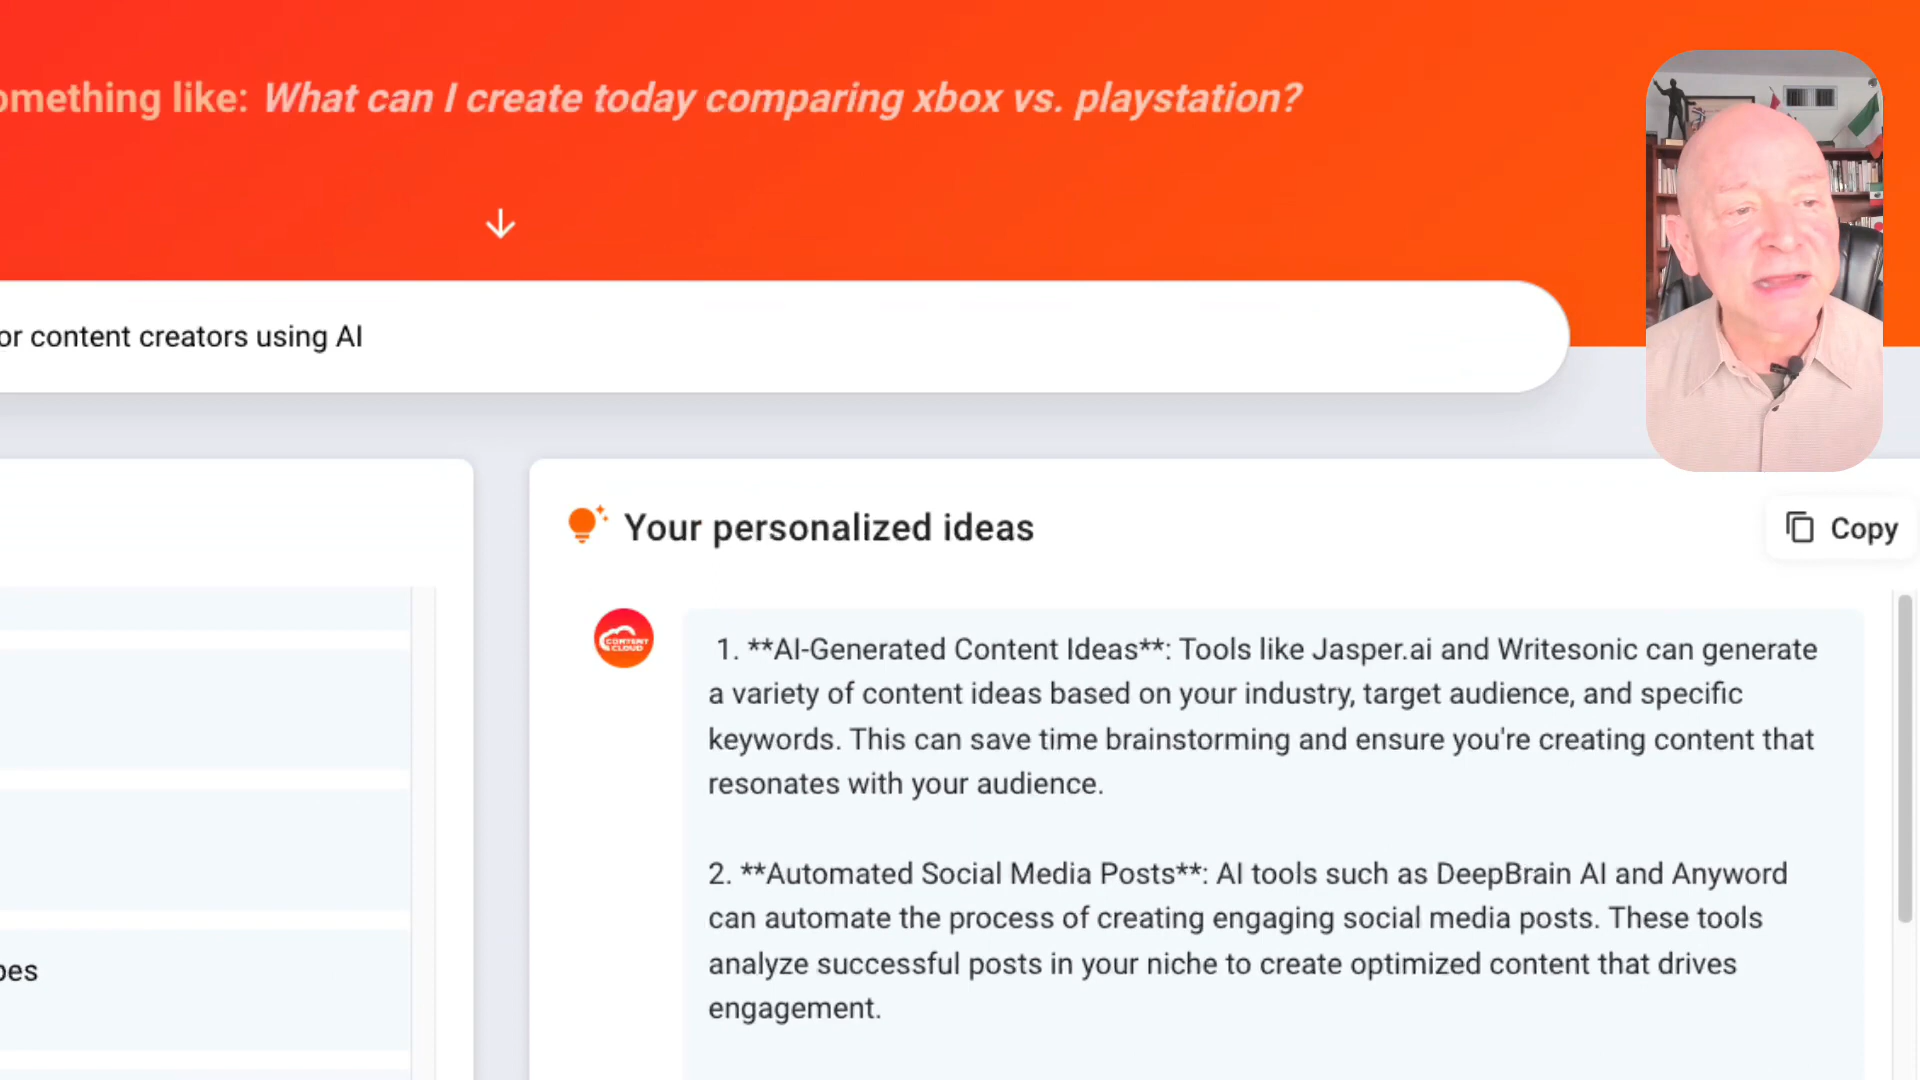 omething like: What can I create today comparing xbox vs. playstation?
or content creators using AI
Your personalized ideas
Copy
CONTENT
CLOUD
1. **AI-Generated Content Ideas**: Tools like Jasper.ai and Writesonic can generate
a variety of content ideas based on your industry, target audience, and specific
keywords. This can save time brainstorming and ensure you're creating content that
resonates with your audience.
2. **Automated Social Media Posts**: AI tools such as DeepBrain AI and Anyword
can automate the process of creating engaging social media posts. These tools
analyze successful posts in your niche to create optimized content that drives
engagement.
pes